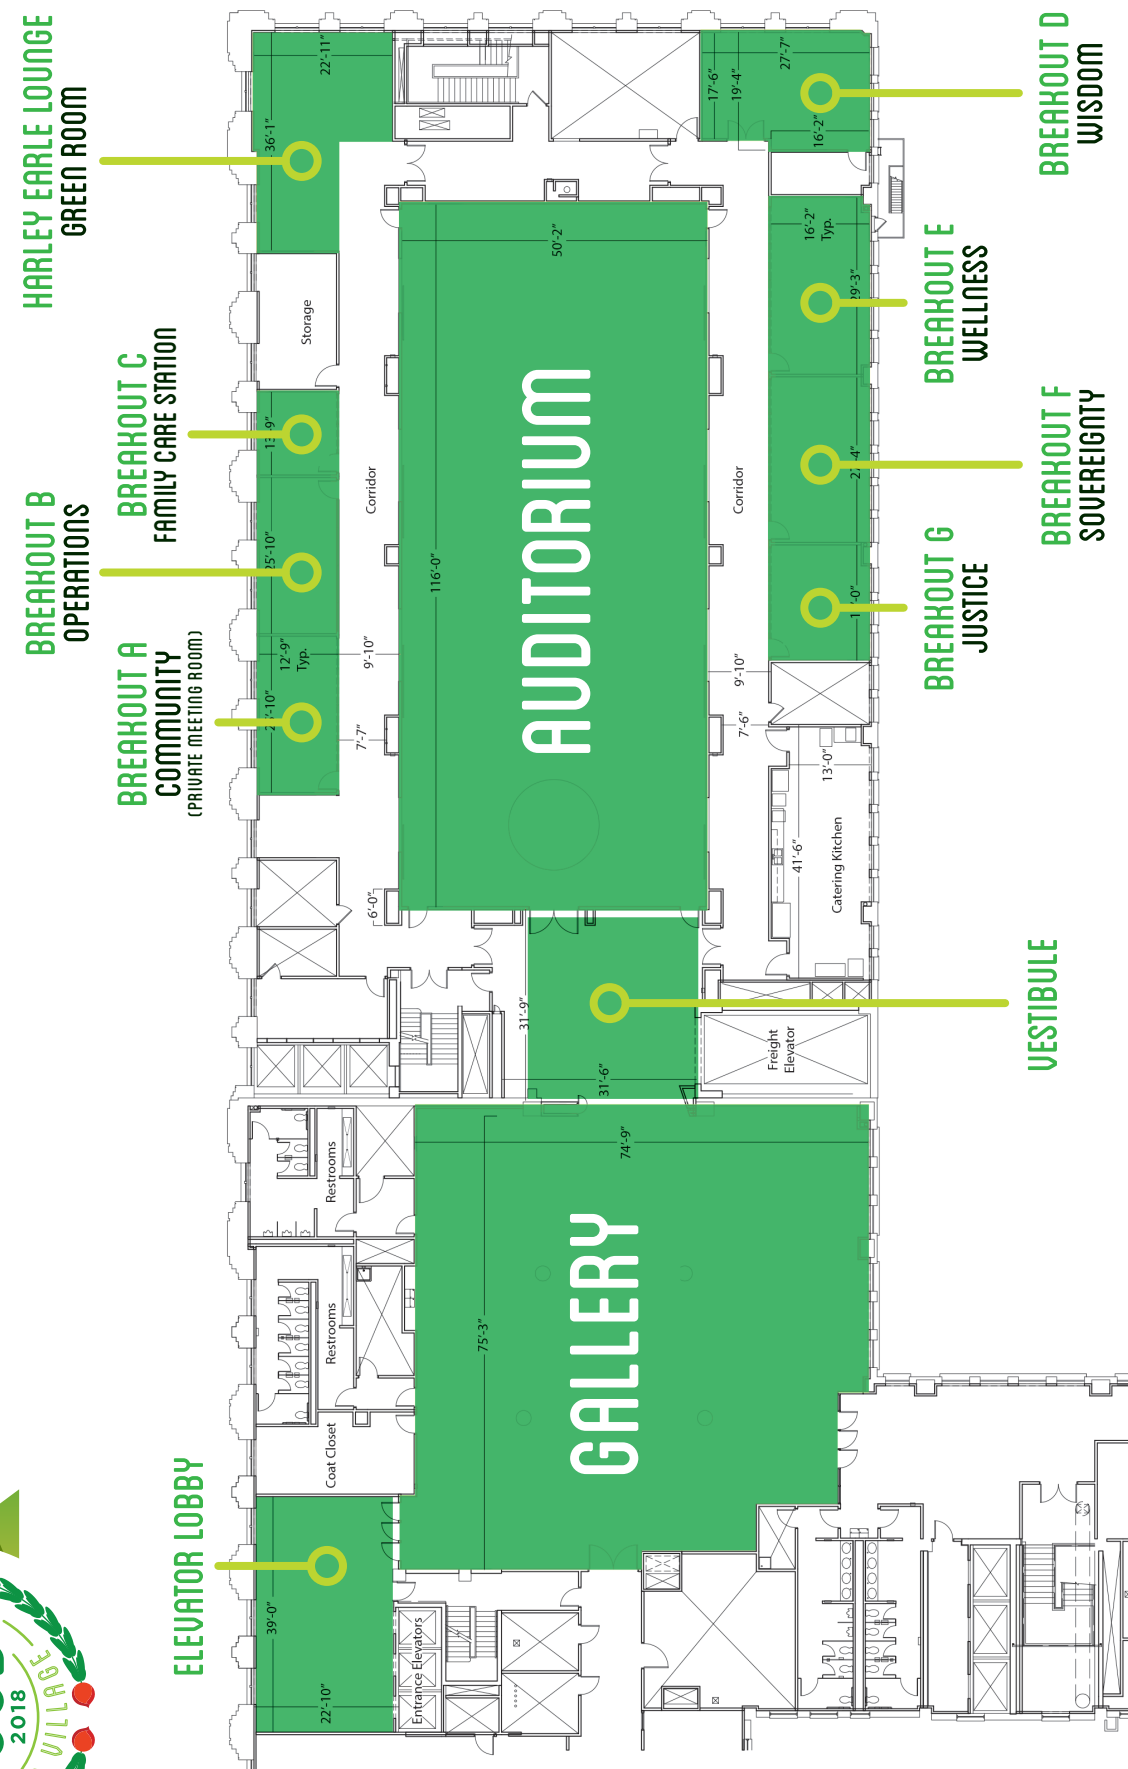 HARLEY EARLE LOUNGE
GREEN ROOM
BREAKOUT C
FAMILY CARE STATION
BREAKOUT B
OPERATIONS
BREAKOUT A
COMMUNITY
(PRIVATE MEETING ROOM)
ELEVATOR LOBBY
BREAKOUT D
WISDOM
BREAKOUT E
WELLNESS
BREAKOUT F
SOVEREIGNTY
BREAKOUT G
JUSTICE
VESTIBULE
AUDITORIUM
GALLERY
22'-11"
36'-1"
Storage
25'-10"
12'-9"
Typ.
Corridor
9'-10"
7'-7"
6'-0"
50'-2"
116'-0"
17'-6"
19'-4"
27'-7"
16'-2"
16'-2"
Typ.
29'-3"
Corridor
9'-10"
7'-6"
13'-0"
41'-6"
Catering Kitchen
31'-9"
31'-6"
Freight
Elevator
74'-9"
75'-3"
Restrooms
Restrooms
Coat Closet
39'-0"
22'-10"
Entrance Elevators
2018
VILLAGE